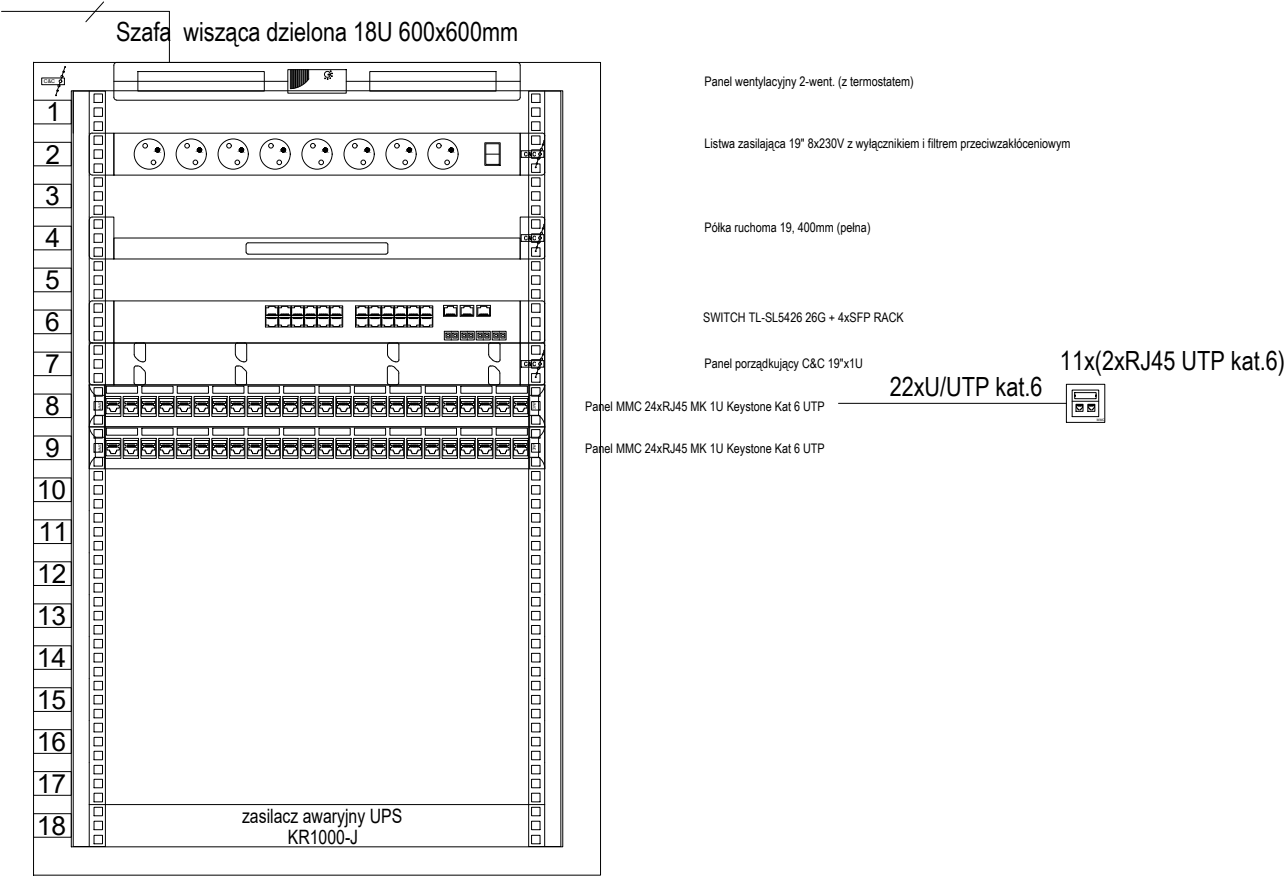 Szafa wisząca dzielona 18U 600x600mm
C&C
Panel wentylacyjny 2-went. (z termostatem)
1
2
C&C
Listwa zasilająca 19" 8x230V z wyłącznikiem i filtrem przeciwzakłóceniowym
3
4
C&C
Półka ruchoma 19, 400mm (pełna)
5
6
SWITCH TL-SL5426 26G + 4xSFP RACK
7
C&C
Panel porządkujący C&C 19"x1U
11x(2xRJ45 UTP kat.6)
8
Panel MMC 24xRJ45 MK 1U Keystone Kat 6 UTP
22xU/UTP kat.6
9
Panel MMC 24xRJ45 MK 1U Keystone Kat 6 UTP
10
11
12
13
14
15
16
17
18
zasilacz awaryjny UPS
KR1000-J